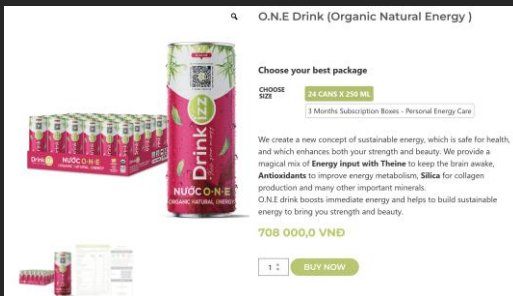 O.N.E Drink (Organic Natural Energy )
Choose your best package
CHOOSE
SIZE
24 CANS X 250 ML
3 Months Subscription Boxes - Personal Energy Care
We create a new concept of sustainable energy, which is safe for health,
and which enhances both your strength and beauty. We provide a
magical mix of Energy input with Theine to keep the brain awake,
Antioxidants to improve energy metabolism, Silica for collagen
production and many other important minerals.
O.N.E drink boosts immediate energy and helps to build sustainable
energy to bring you strength and beauty.
708 000,0 VNĐ
1
BUY NOW
Drinkizz
NƯỚC O·N·E
ORGANIC NATURAL ENERGY
Drinkizz
NƯỚC O·N·E